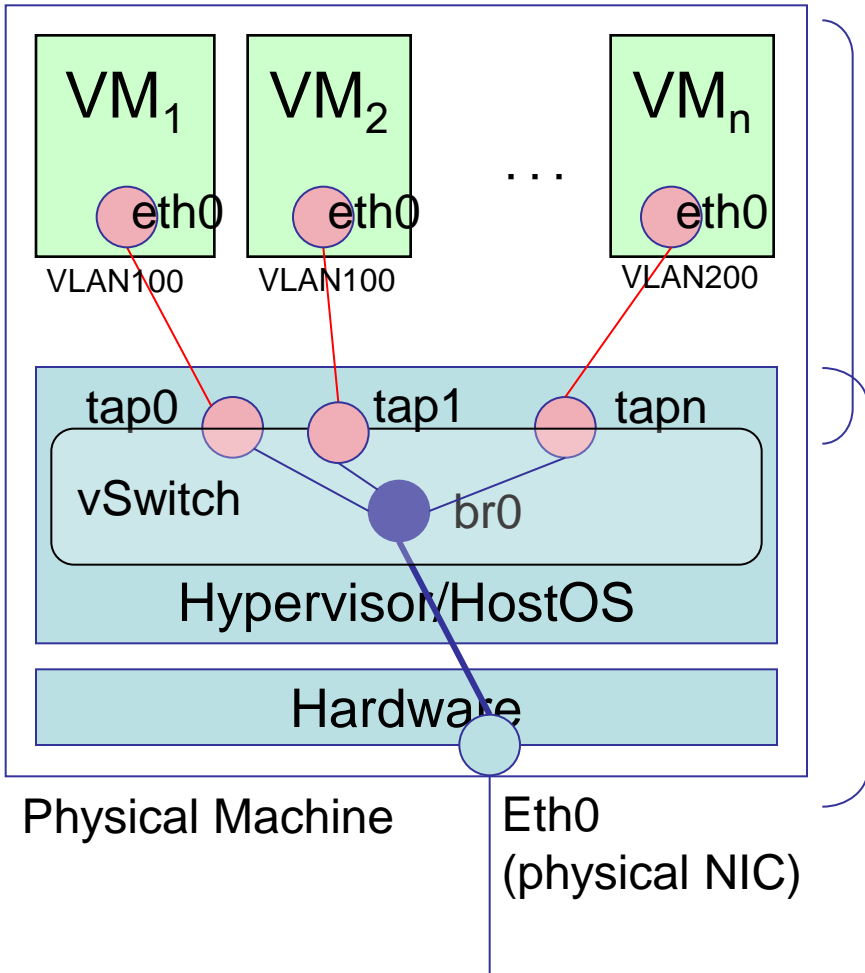 VM1
VM2
VMn
. . .
eth0
eth0
eth0
VLAN100
VLAN100
VLAN200
tap0
tap1
tapn
vSwitch
br0
Hypervisor/HostOS
Hardware
Physical Machine
Eth0
(physical NIC)